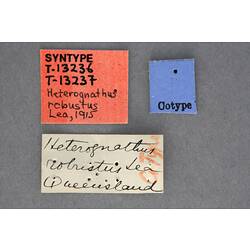 SYNTYPE
T-13236
T-13237
Heterognathus
robustus
Lea, 1915
Cotype
Heterognathus
robustus Lea
Queensland